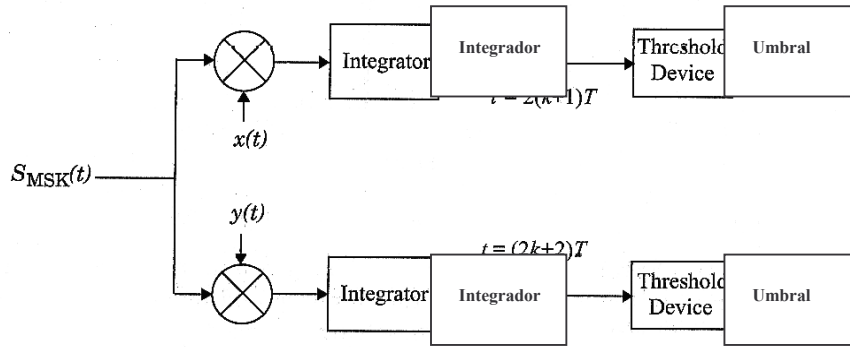 Integrator
Integrador
Threshold
Device
Umbral
t = 2(k+1)T
x(t)
S_MSK(t)
y(t)
t = (2k+2)T
Integrator
Integrador
Threshold
Device
Umbral